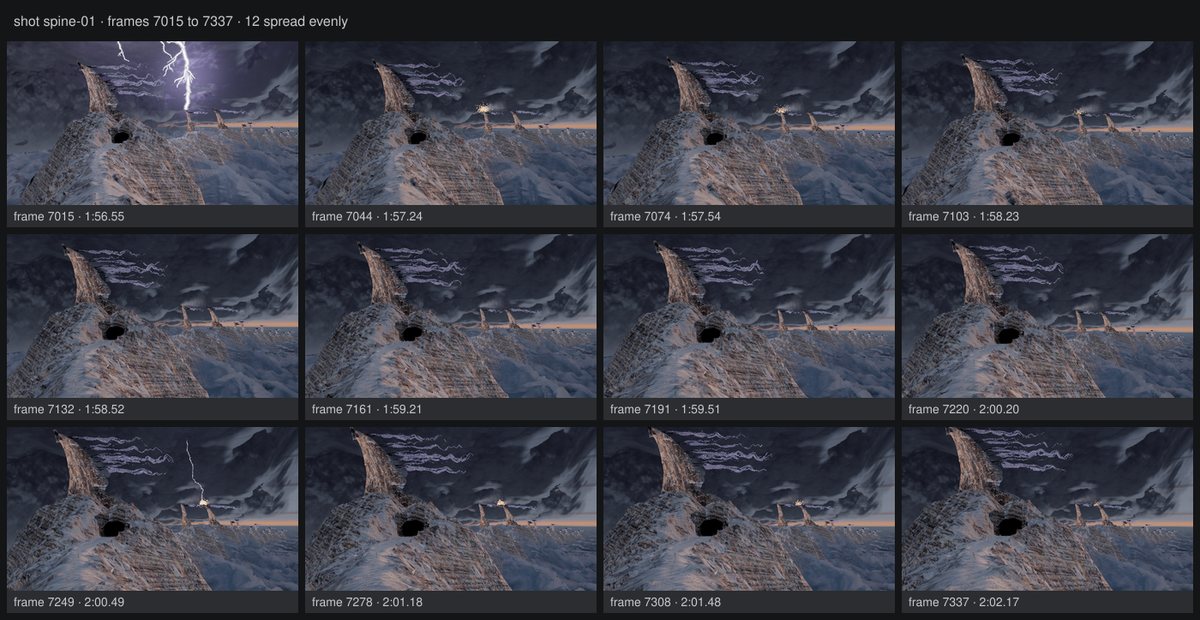 shot spine-01 · frames 7015 to 7337 · 12 spread evenly
frame 7015 · 1:56.55
frame 7044 · 1:57.24
frame 7074 · 1:57.54
frame 7103 · 1:58.23
frame 7132 · 1:58.52
frame 7161 · 1:59.21
frame 7191 · 1:59.51
frame 7220 · 2:00.20
frame 7249 · 2:00.49
frame 7278 · 2:01.18
frame 7308 · 2:01.48
frame 7337 · 2:02.17